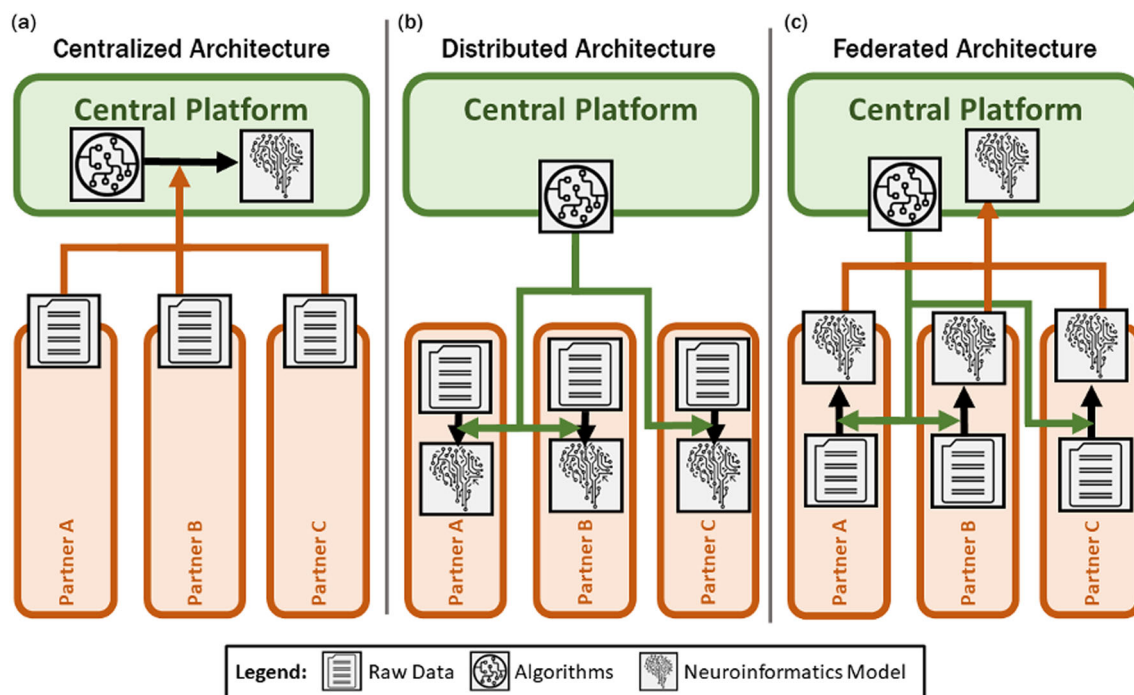 (a)
Centralized Architecture
Central Platform
Partner A
Partner B
Partner C
(b)
Distributed Architecture
Central Platform
Partner A
Partner B
Partner C
(c)
Federated Architecture
Central Platform
Partner A
Partner B
Partner C
Legend: Raw Data Algorithms Neuroinformatics Model